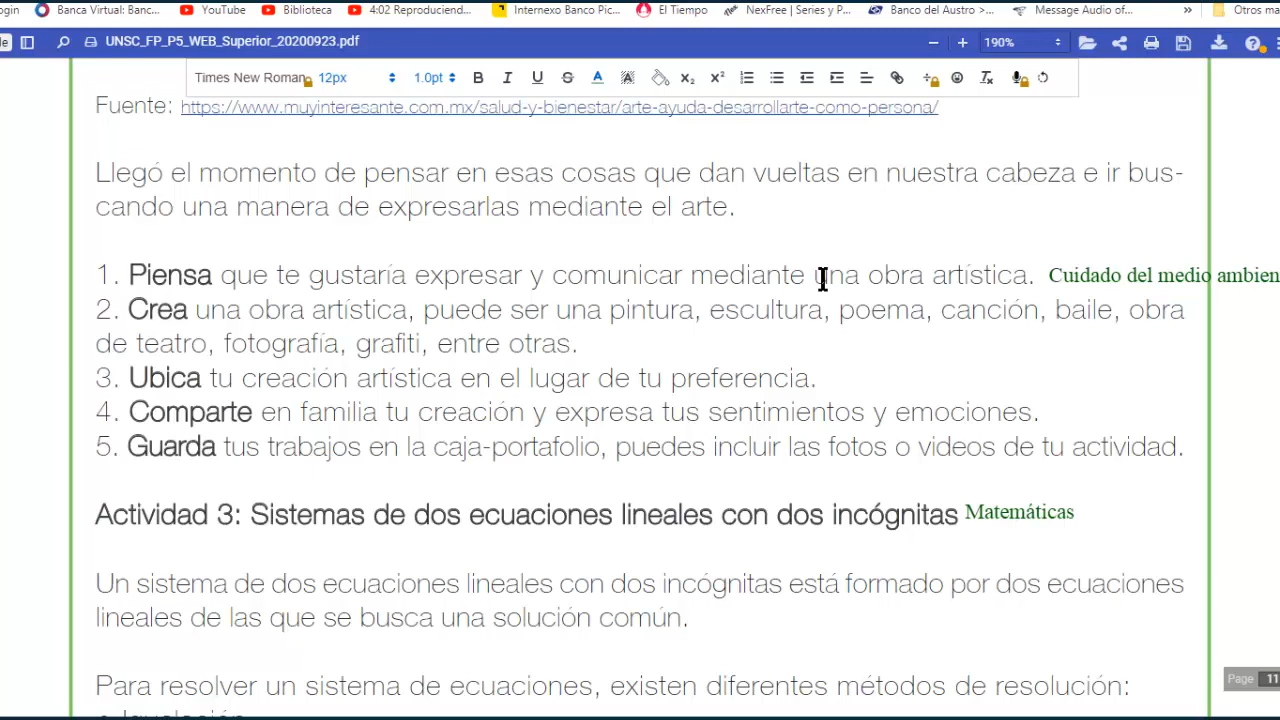 ogin Banca Virtual: Banc... YouTube Biblioteca 4:02 Reproduciend... Internexo Banco Pic... El Tiempo NexFree | Series y P... Banco del Austro >... Message Audio of... » Otros ma
UNSC_FP_P5_WEB_Superior_20200923.pdf 190%
Times New Roman 12px 1.0pt B I U S A
Fuente: https://www.muyinteresante.com.mx/salud-y-bienestar/arte-ayuda-desarrollarte-como-persona/
Llegó el momento de pensar en esas cosas que dan vueltas en nuestra cabeza e ir bus-
cando una manera de expresarlas mediante el arte.
1. Piensa que te gustaría expresar y comunicar mediante una obra artística. Cuidado del medio ambien
2. Crea una obra artística, puede ser una pintura, escultura, poema, canción, baile, obra
de teatro, fotografía, grafiti, entre otras.
3. Ubica tu creación artística en el lugar de tu preferencia.
4. Comparte en familia tu creación y expresa tus sentimientos y emociones.
5. Guarda tus trabajos en la caja-portafolio, puedes incluir las fotos o videos de tu actividad.
Actividad 3: Sistemas de dos ecuaciones lineales con dos incógnitas Matemáticas
Un sistema de dos ecuaciones lineales con dos incógnitas está formado por dos ecuaciones
lineales de las que se busca una solución común.
Page 11
Para resolver un sistema de ecuaciones, existen diferentes métodos de resolución: